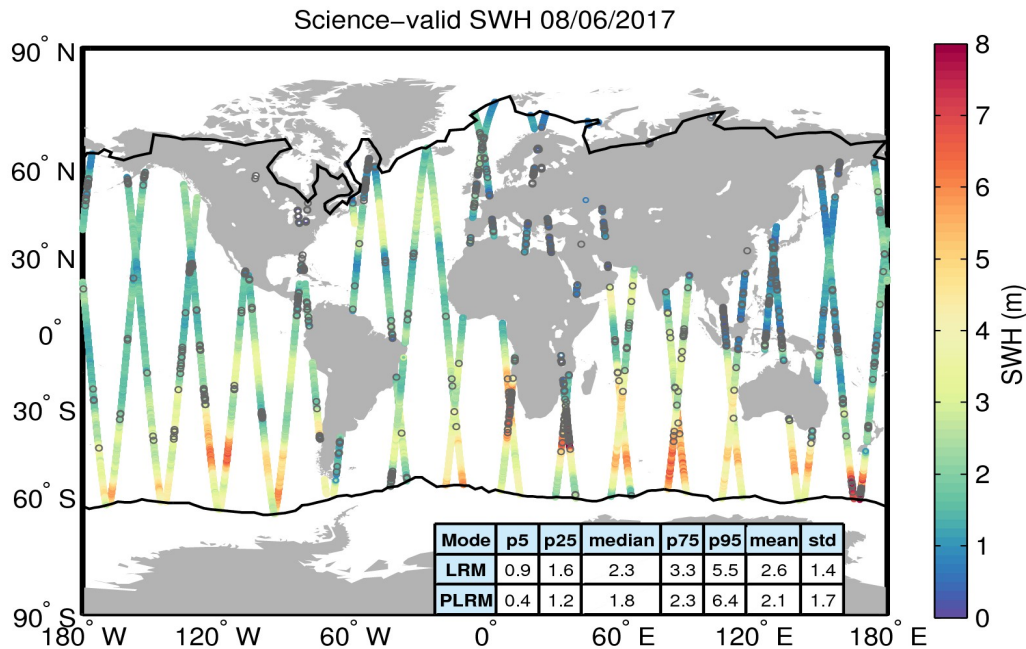 Science−valid SWH 08/06/2017
90° N
60° N
30° N
0°
30° S
60° S
90° S
180° W
120° W
60° W
0°
60° E
120° E
180° E
Mode p5 p25 median p75 p95 mean std
LRM 0.9 1.6 2.3 3.3 5.5 2.6 1.4
PLRM 0.4 1.2 1.8 2.3 6.4 2.1 1.7
8
7
6
5
4
3
2
1
0
SWH (m)